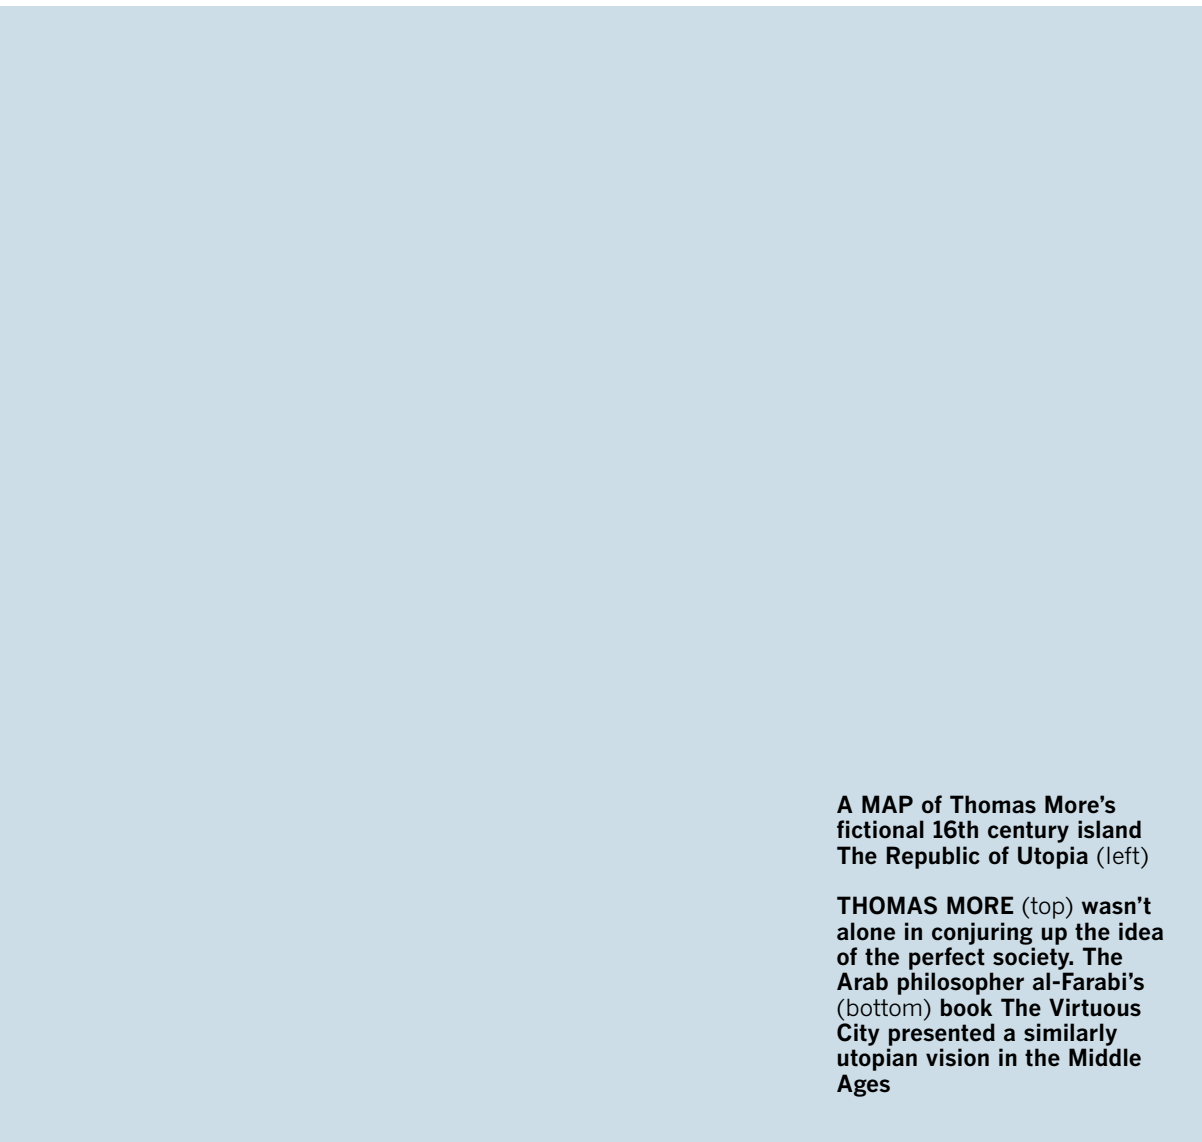 A MAP of Thomas More’s
fictional 16th century island
The Republic of Utopia (left)
THOMAS MORE (top) wasn’t
alone in conjuring up the idea
of the perfect society. The
Arab philosopher al-Farabi’s
(bottom) book The Virtuous
City presented a similarly
utopian vision in the Middle
Ages